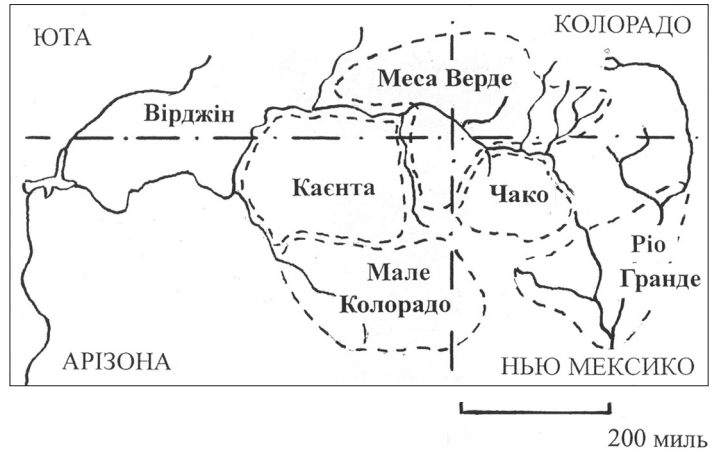 ЮТА
КОЛОРАДО
Меса Верде
Вірджін
Каєнта
Чако
Ріо
Гранде
Мале
Колорадо
АРІЗОНА
НЬЮ МЕКСИКО
200 миль